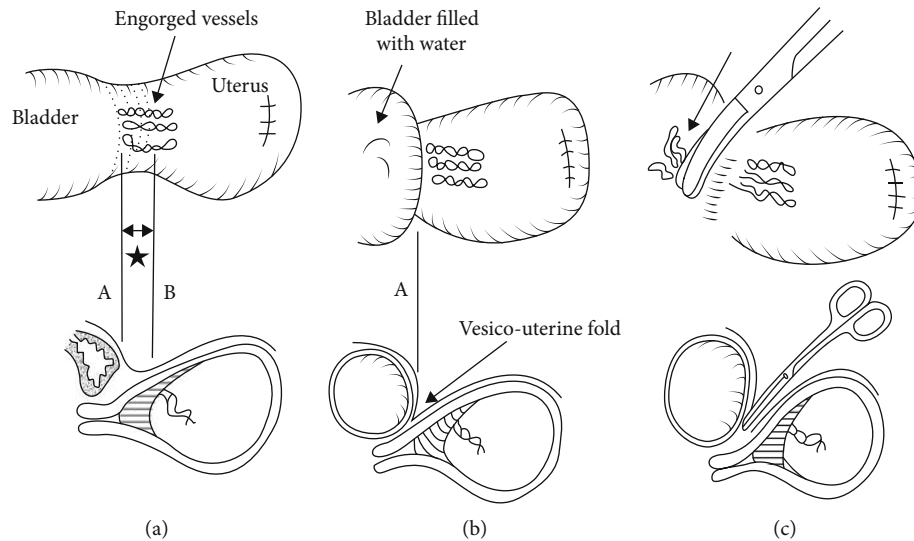 Engorged vessels
Bladder
Uterus
A
B
(a)
Bladder filled
with water
A
Vesico-uterine fold
(b)
(c)